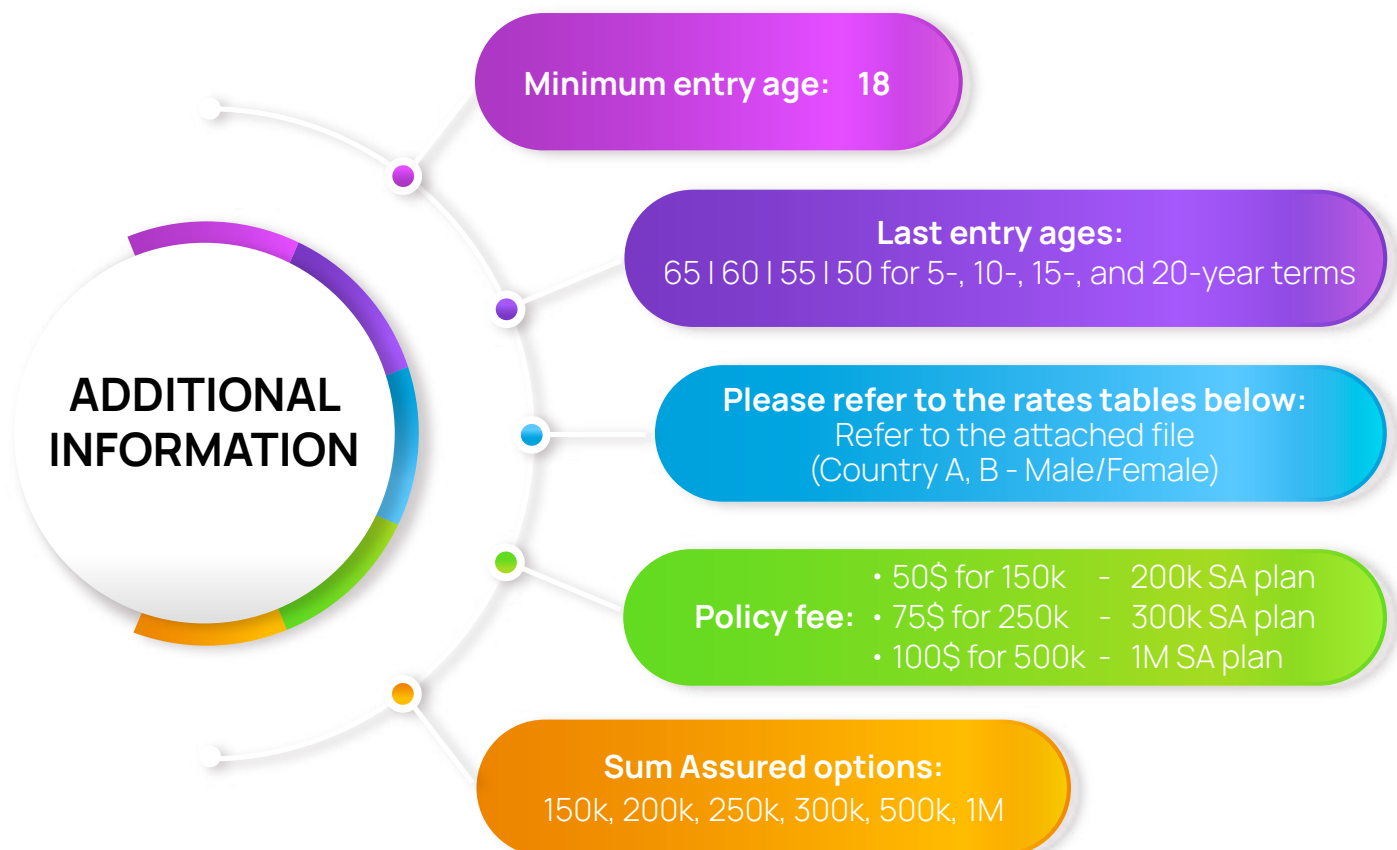 ADDITIONAL
INFORMATION
Minimum entry age: 18
Last entry ages:
65 | 60 | 55 | 50 for 5-, 10-, 15-, and 20-year terms
Please refer to the rates tables below:
Refer to the attached file
(Country A, B - Male/Female)
Policy fee:
• 50$ for 150k - 200k SA plan
• 75$ for 250k - 300k SA plan
• 100$ for 500k - 1M SA plan
Sum Assured options:
150k, 200k, 250k, 300k, 500k, 1M